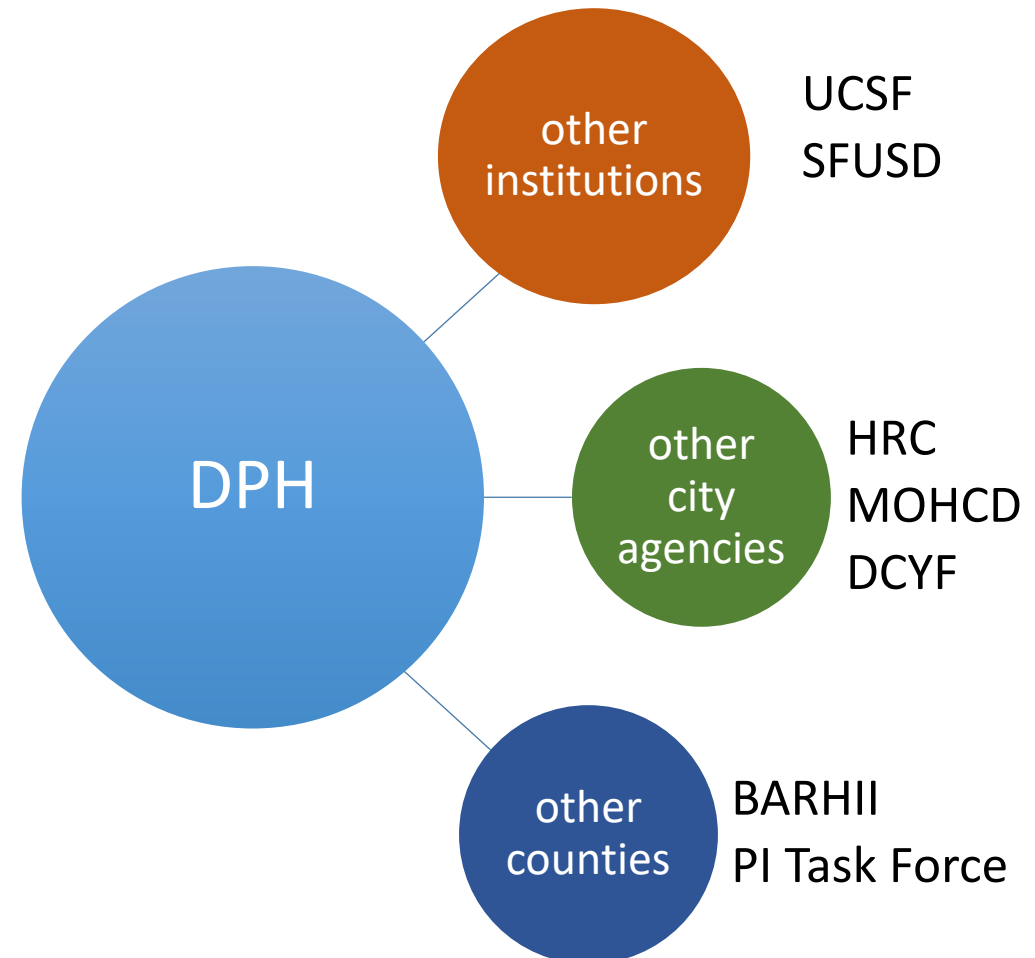 other
institutions
UCSF
SFUSD
DPH
other
city
agencies
HRC
MOHCD
DCYF
other
counties
BARHII
PI Task Force